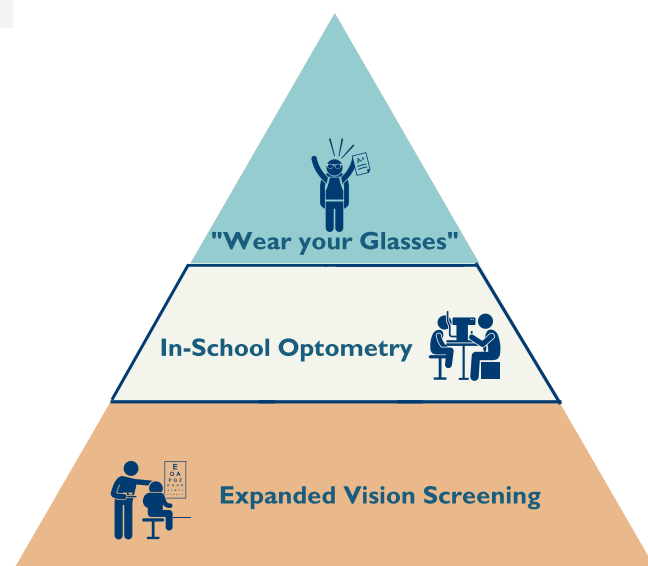 A+
"Wear your Glasses"
In-School Optometry
E
O A
P G Z
Expanded Vision Screening